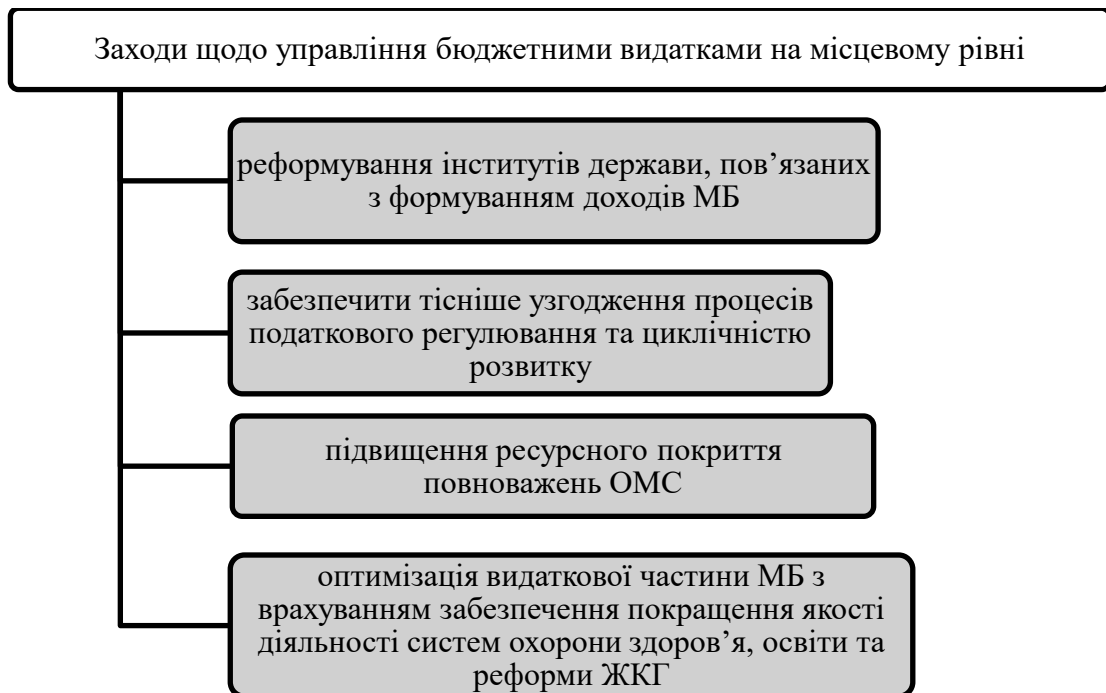 Заходи щодо управління бюджетними видатками на місцевому рівні
реформування інститутів держави, пов’язаних
з формуванням доходів МБ
забезпечити тісніше узгодження процесів
податкового регулювання та циклічністю
розвитку
підвищення ресурсного покриття
повноважень ОМС
оптимізація видаткової частини МБ з
врахуванням забезпечення покращення якості
діяльності систем охорони здоров’я, освіти та
реформи ЖКГ